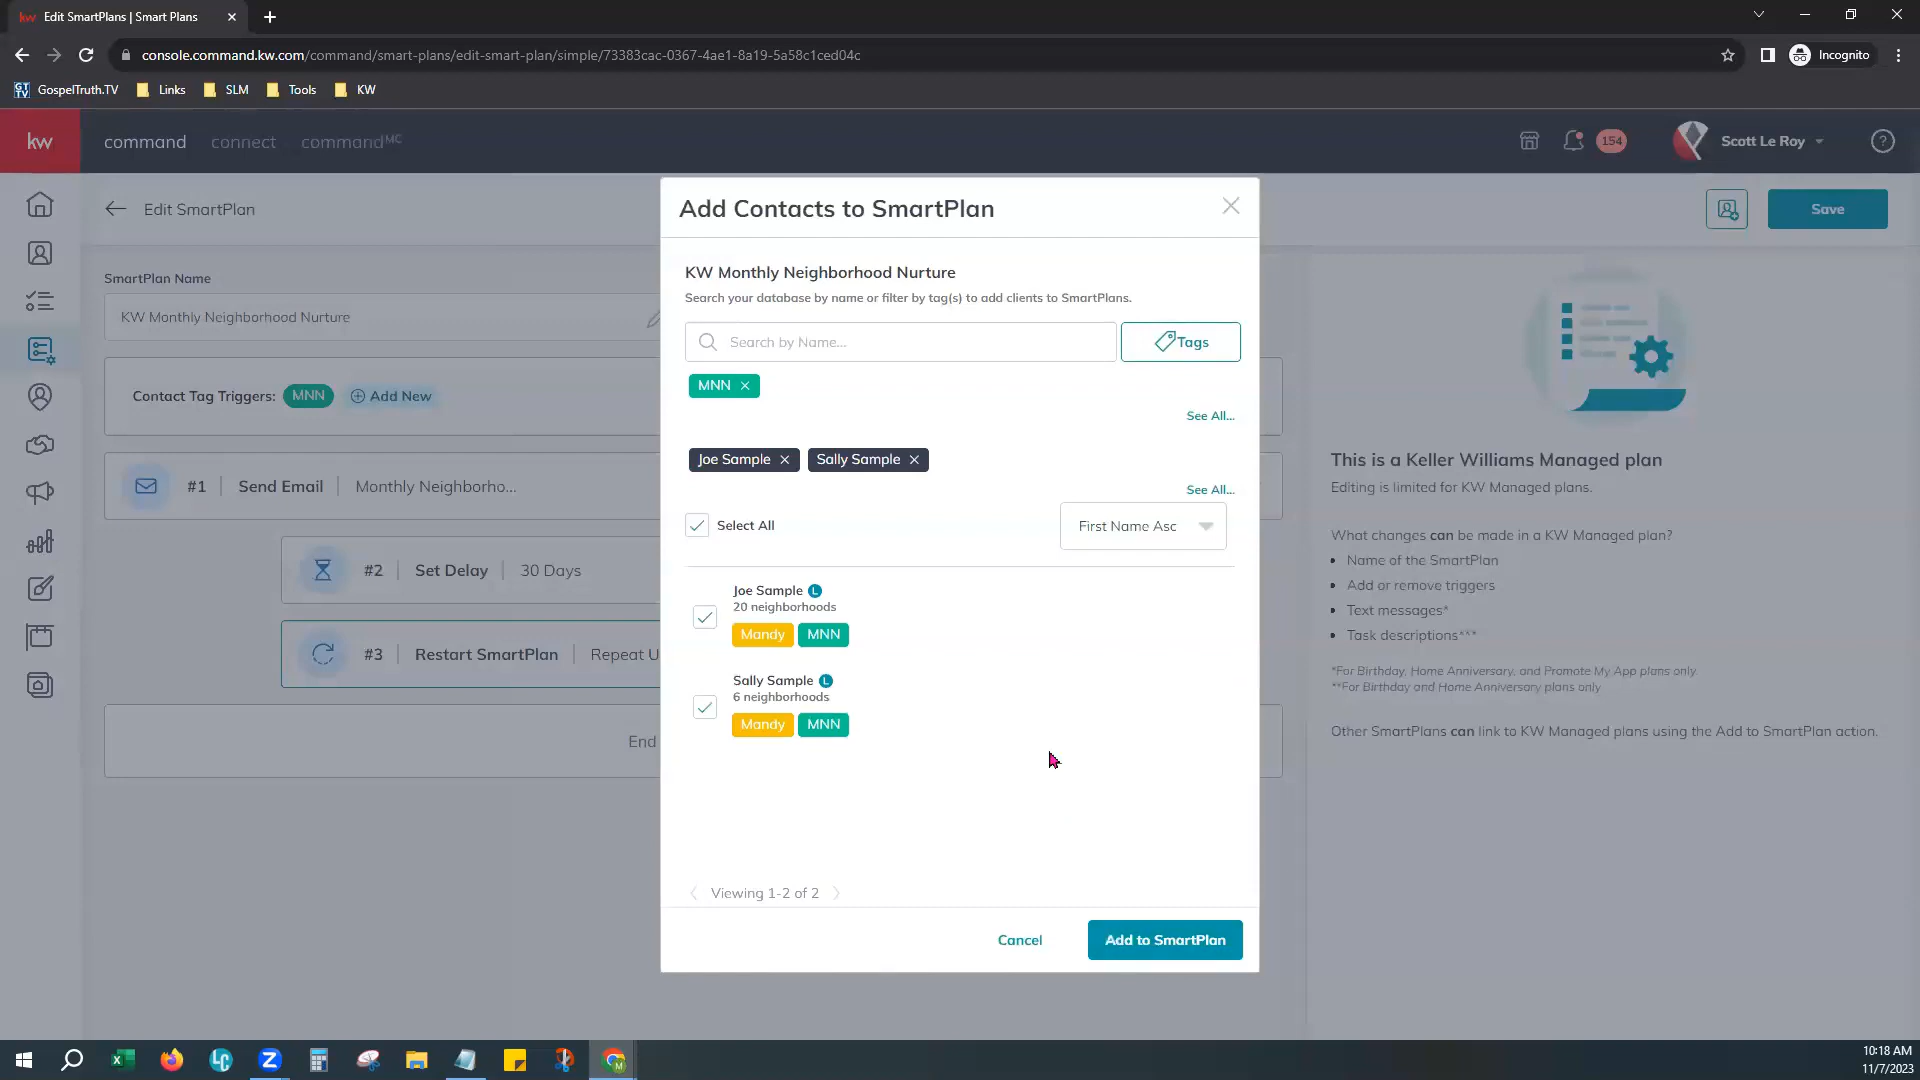 kw Edit SmartPlans | Smart Plans
console.command.kw.com/command/smart-plans/edit-smart-plan/simple/73383cac-0367-4ae1-8a19-5a58c1ced04c
Incognito
GT TV GospelTruth.TV Links SLM Tools KW
kw command connect commandMC
154 Scott Le Roy ?
Edit SmartPlan
Save
SmartPlan Name
KW Monthly Neighborhood Nurture
Contact Tag Triggers: MNN Add New
#1 Send Email Monthly Neighborho...
#2 Set Delay 30 Days
#3 Restart SmartPlan Repeat U
End
Add Contacts to SmartPlan
KW Monthly Neighborhood Nurture
Search your database by name or filter by tag(s) to add clients to SmartPlans.
Search by Name...
Tags
MNN
See All...
Joe Sample Sally Sample
See All...
Select All
First Name Asc
Joe Sample L
20 neighborhoods
Mandy MNN
Sally Sample L
6 neighborhoods
Mandy MNN
Viewing 1-2 of 2
Cancel
Add to SmartPlan
This is a Keller Williams Managed plan
Editing is limited for KW Managed plans.
What changes can be made in a KW Managed plan?
• Name of the SmartPlan
• Add or remove triggers
• Text messages*
• Task descriptions***
*For Birthday, Home Anniversary, and Promote My App plans only.
**For Birthday and Home Anniversary plans only
Other SmartPlans can link to KW Managed plans using the Add to SmartPlan action.
10:18 AM
11/7/2023